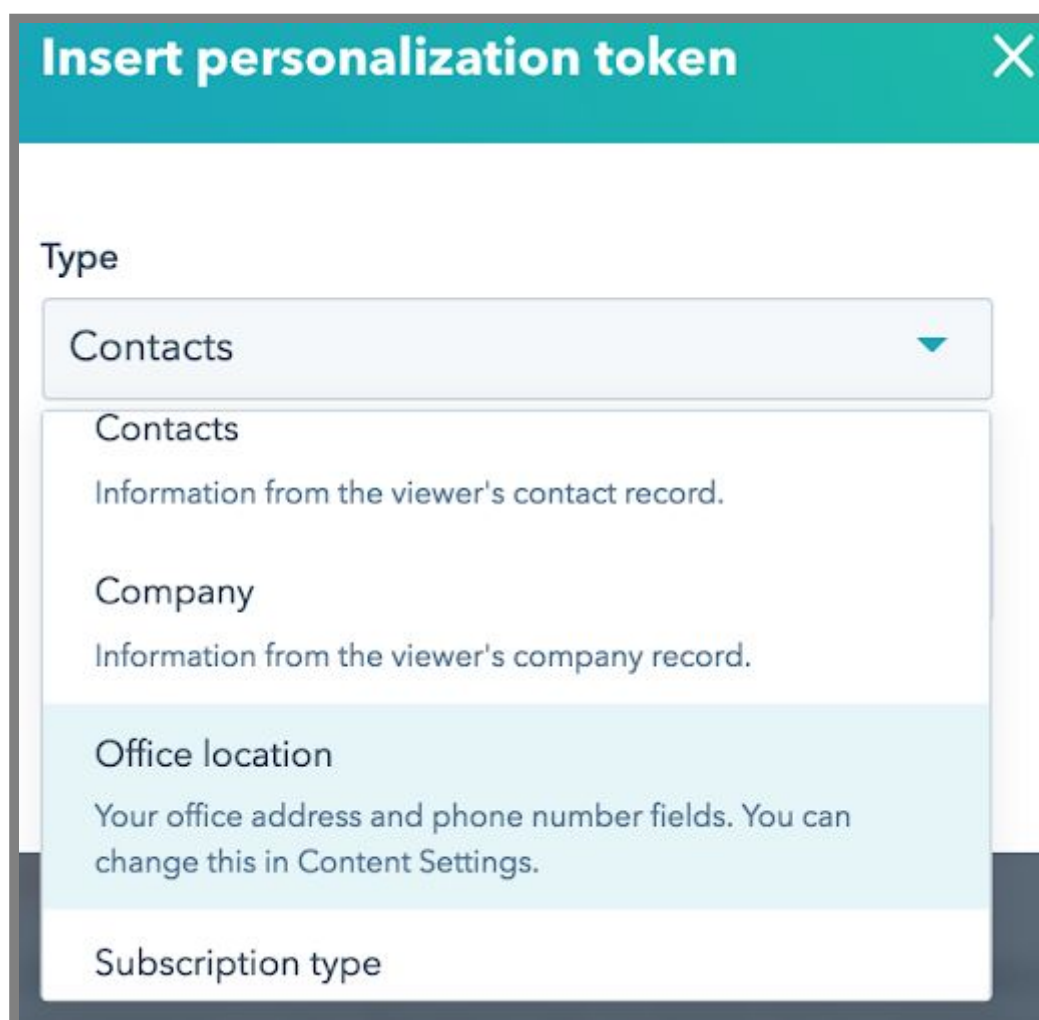 Insert personalization token
Type
Contacts
Contacts
Information from the viewer's contact record.
Company
Information from the viewer's company record.
Office location
Your office address and phone number fields. You can
change this in Content Settings.
Subscription type